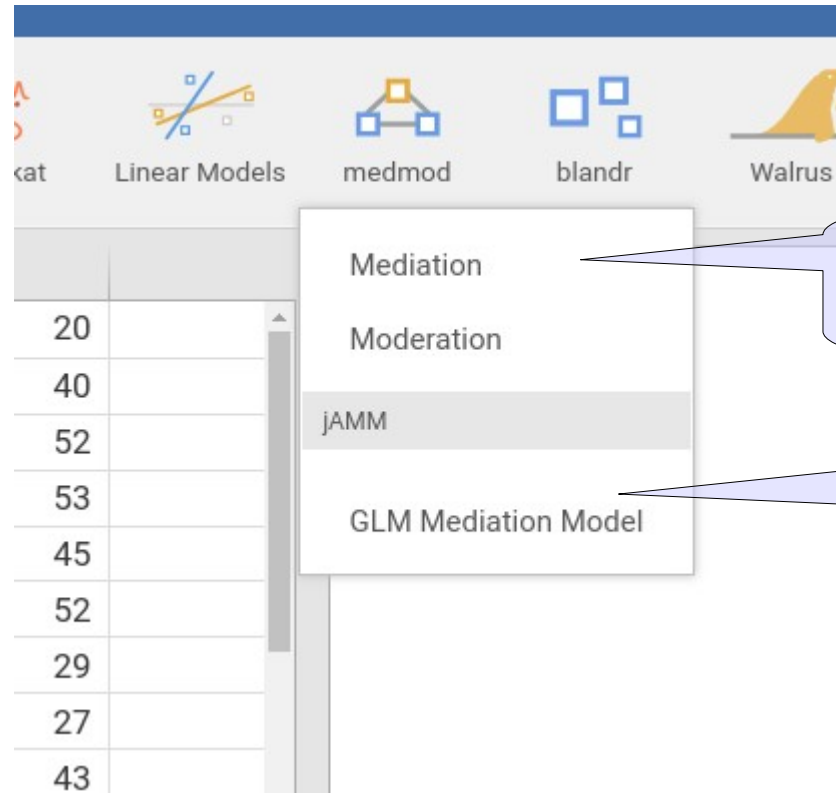 kat Linear Models medmod blandr Walrus
Mediation
Moderation
jAMM
GLM Mediation Model
20
40
52
53
45
52
29
27
43